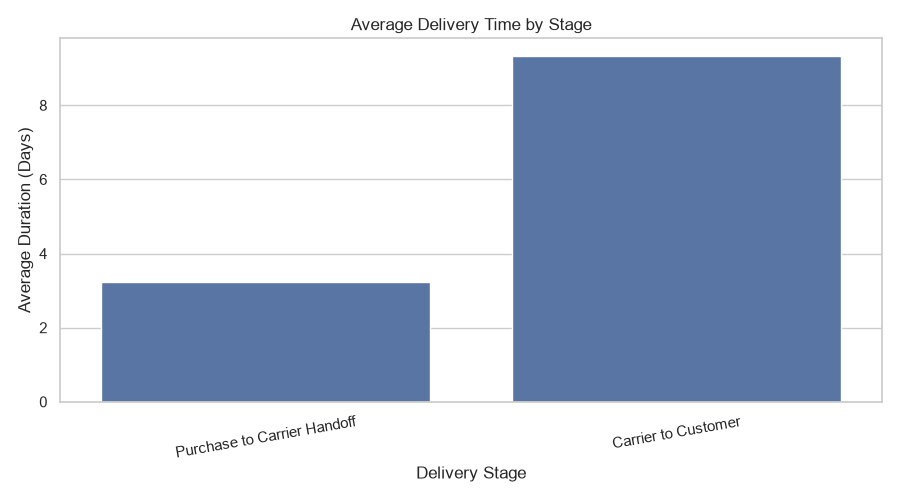 Average Delivery Time by Stage
Average Duration (Days)
8
6
4
2
0
Purchase to Carrier Handoff
Carrier to Customer
Delivery Stage